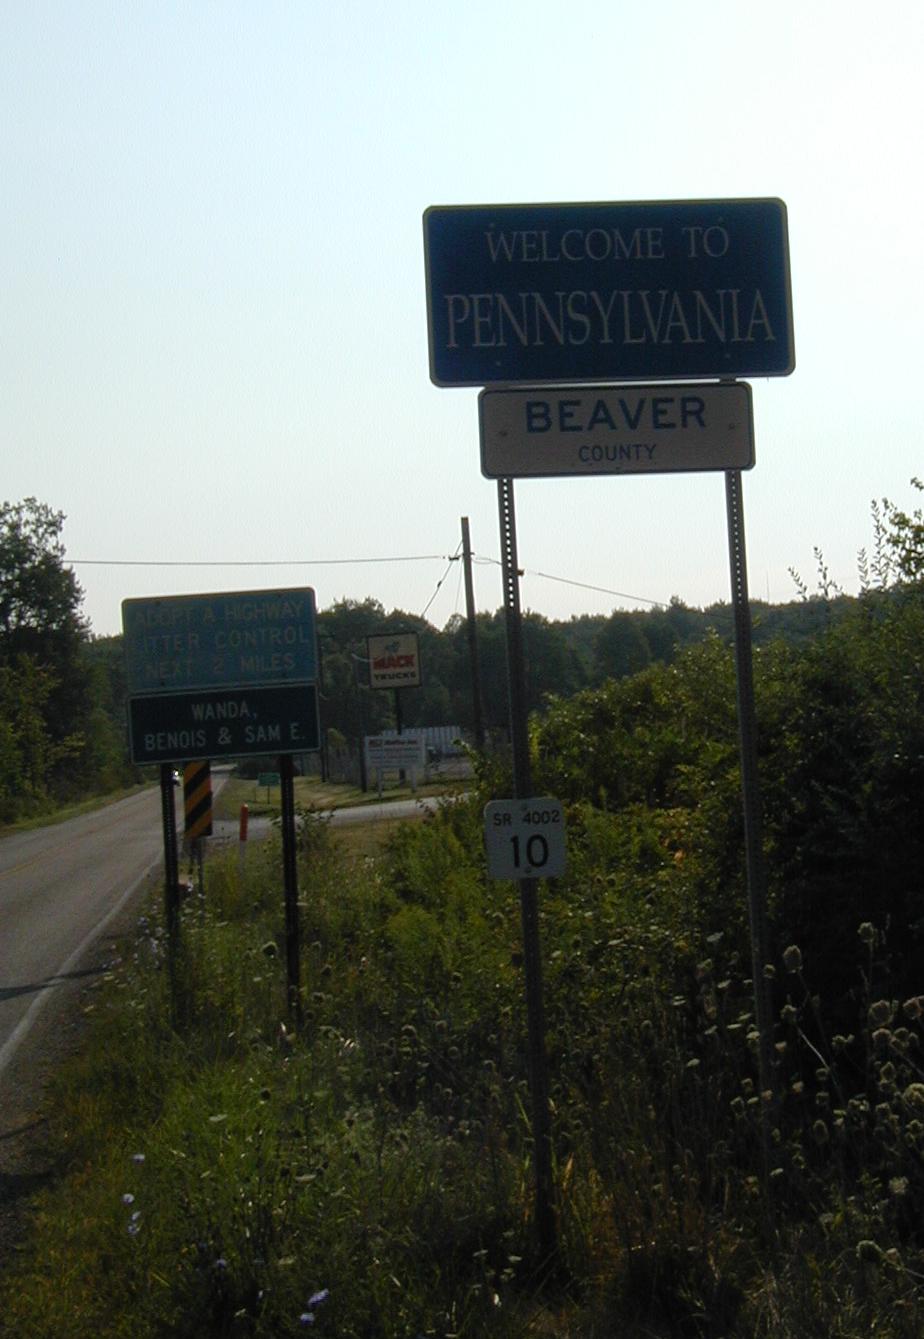 WELCOME TO
PENNSYLVANIA
BEAVER
COUNTY
ADOPT A HIGHWAY
LITTER CONTROL
NEXT 2 MILES
WANDA,
BENOIS & SAM E.
MACK
TRUCKS
SR 4002
10